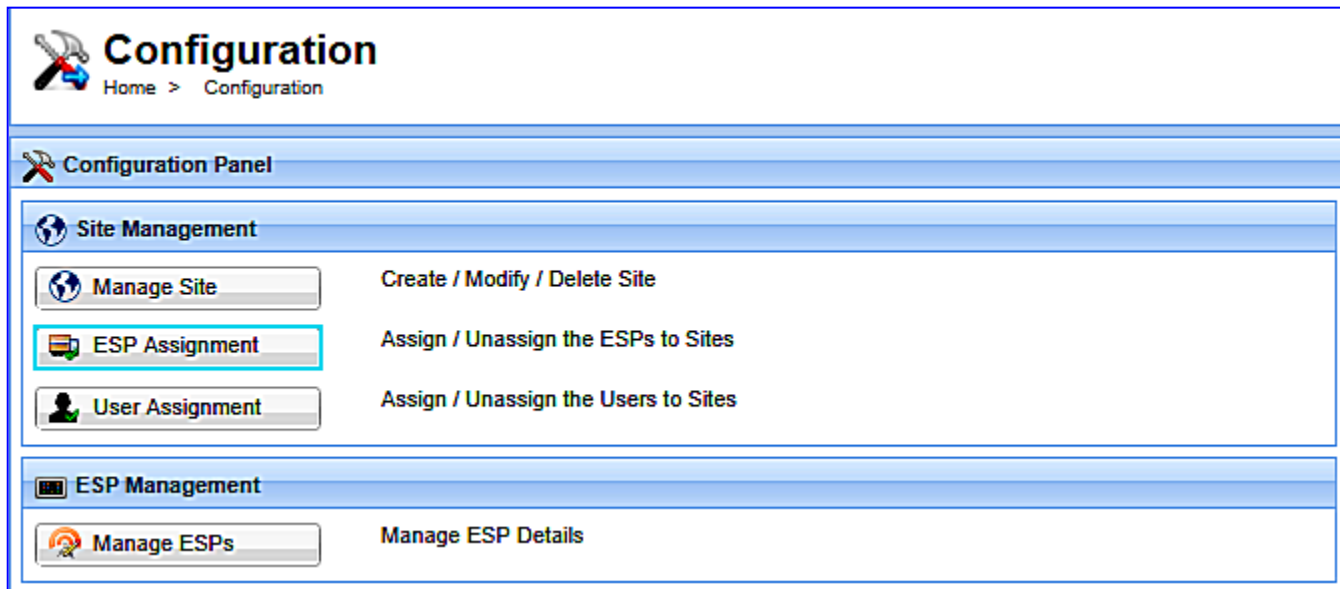 Configuration
Home > Configuration
Configuration Panel
Site Management
Manage Site Create / Modify / Delete Site
ESP Assignment Assign / Unassign the ESPs to Sites
User Assignment Assign / Unassign the Users to Sites
ESP Management
Manage ESPs Manage ESP Details